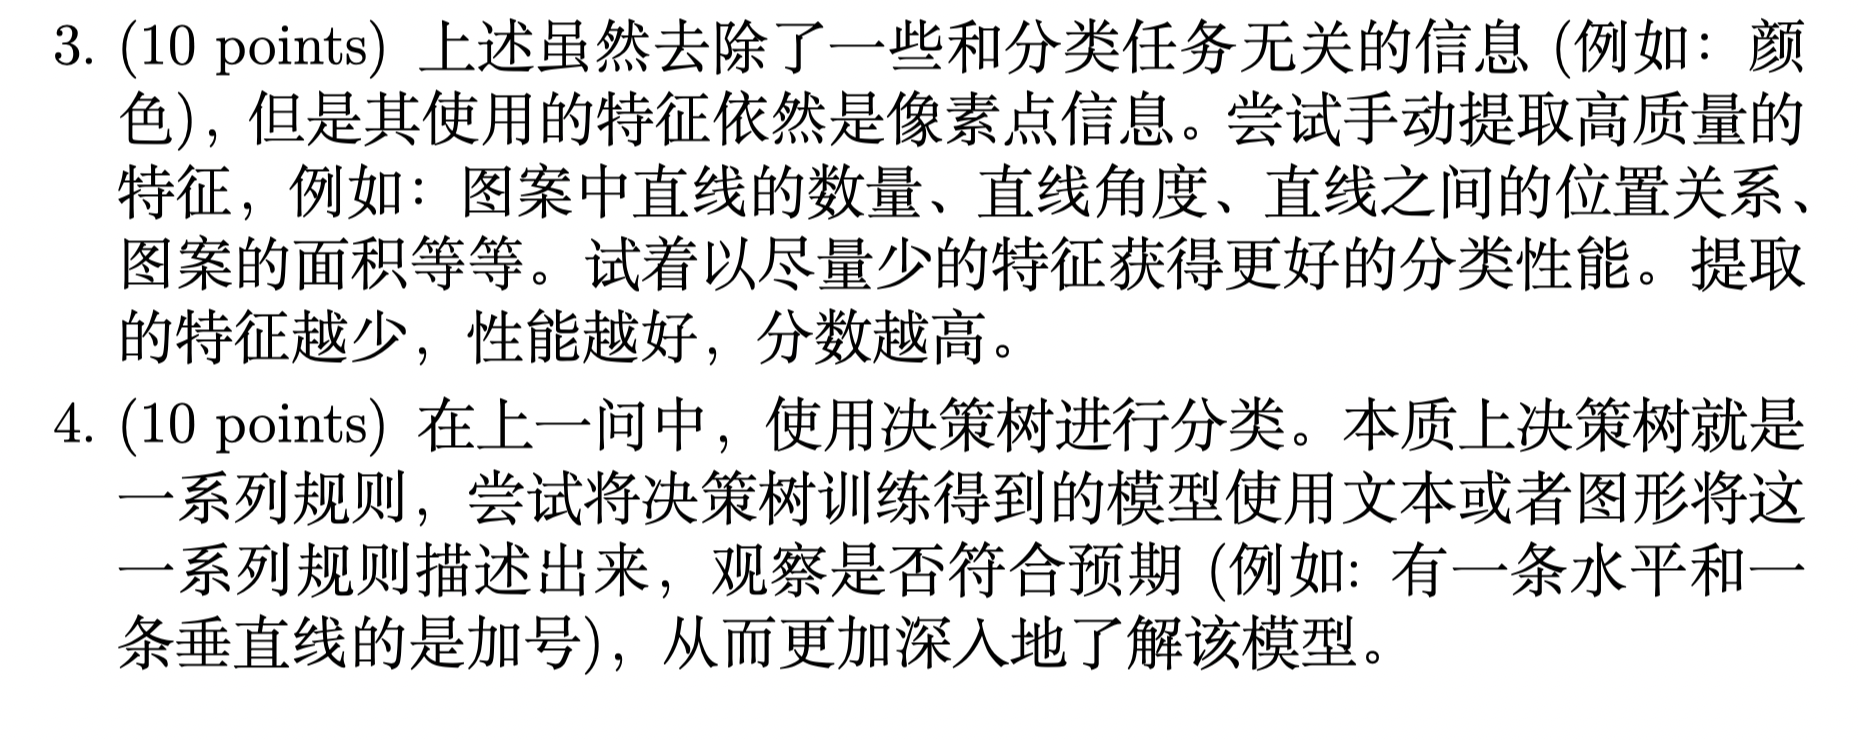 3. (10 points) 上述虽然去除了一些和分类任务无关的信息 (例如：颜
色)，但是其使用的特征依然是像素点信息。尝试手动提取高质量的
特征，例如：图案中直线的数量、直线角度、直线之间的位置关系、
图案的面积等等。试着以尽量少的特征获得更好的分类性能。提取
的特征越少，性能越好，分数越高。
4. (10 points) 在上一问中，使用决策树进行分类。本质上决策树就是
一系列规则，尝试将决策树训练得到的模型使用文本或者图形将这
一系列规则描述出来，观察是否符合预期 (例如: 有一条水平和一
条垂直线的是加号)，从而更加深入地了解该模型。